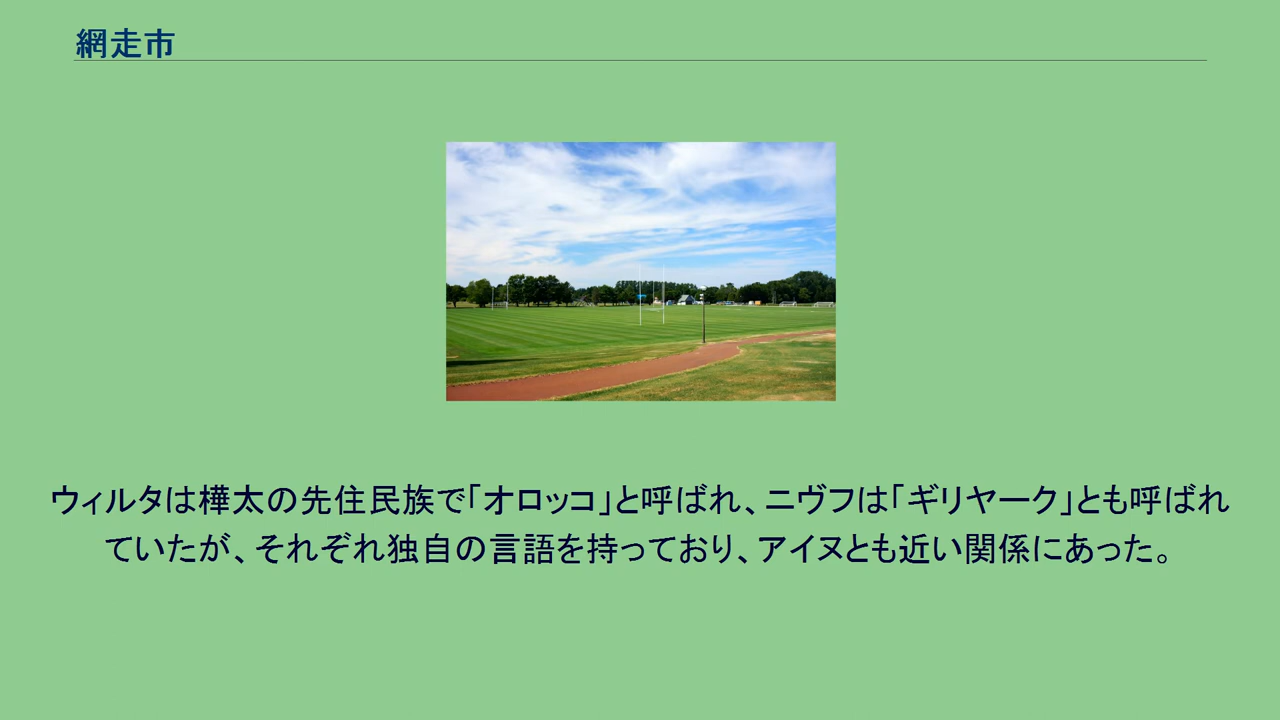 網走市
ウィルタは樺太の先住民族で「オロッコ」と呼ばれ、ニヴフは「ギリヤーク」とも呼ばれ
ていたが、それぞれ独自の言語を持っており、アイヌとも近い関係にあった。